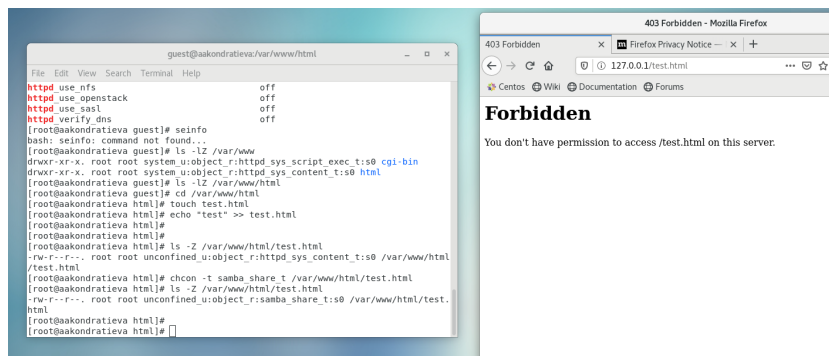 guest@aakondratieva:/var/www/html
File Edit View Search Terminal Help
httpd_use_nfs off
httpd_use_openstack off
httpd_use_sasl off
httpd_verify_dns off
[root@aakondratieva guest]# seinfo
bash: seinfo: command not found...
[root@aakondratieva guest]# ls -lZ /var/www
drwxr-xr-x. root root system_u:object_r:httpd_sys_script_exec_t:s0 cgi-bin
drwxr-xr-x. root root system_u:object_r:httpd_sys_content_t:s0 html
[root@aakondratieva guest]# ls -lZ /var/www/html
[root@aakondratieva guest]# cd /var/www/html
[root@aakondratieva html]# touch test.html
[root@aakondratieva html]# echo "test" >> test.html
[root@aakondratieva html]#
[root@aakondratieva html]#
[root@aakondratieva html]# ls -Z /var/www/html/test.html
-rw-r--r--. root root unconfined_u:object_r:httpd_sys_content_t:s0 /var/www/html
/test.html
[root@aakondratieva html]# chcon -t samba_share_t /var/www/html/test.html
[root@aakondratieva html]# ls -Z /var/www/html/test.html
-rw-r--r--. root root unconfined_u:object_r:samba_share_t:s0 /var/www/html/test.
html
[root@aakondratieva html]#
[root@aakondratieva html]#
403 Forbidden - Mozilla Firefox
403 Forbidden
m Firefox Privacy Notice —
127.0.0.1/test.html
Centos Wiki Documentation Forums
Forbidden
You don't have permission to access /test.html on this server.